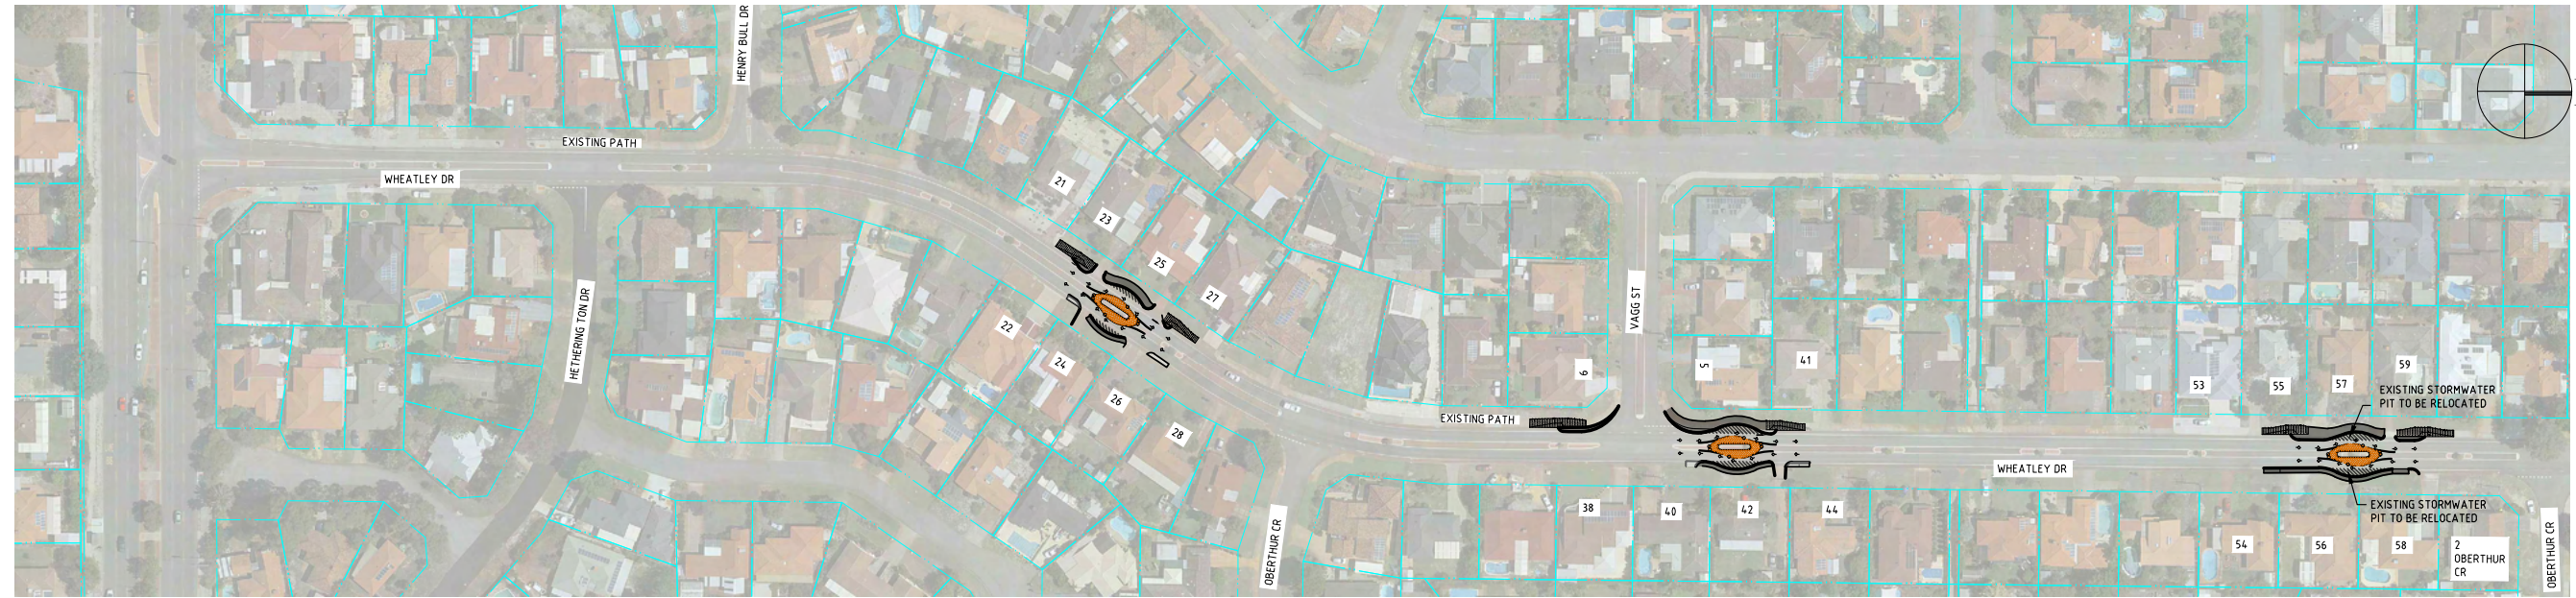 HENRY BULL DR
EXISTING PATH
WHEATLEY DR
HETHERING TON DR
21
23
25
27
22
24
26
28
OBERTHUR CR
EXISTING PATH
6
VAGG ST
5
41
38
40
42
44
WHEATLEY DR
53
55
57
59
EXISTING STORMWATER
PIT TO BE RELOCATED
EXISTING STORMWATER
PIT TO BE RELOCATED
54
56
58
2
OBERTHUR
CR
OBERTHUR CR